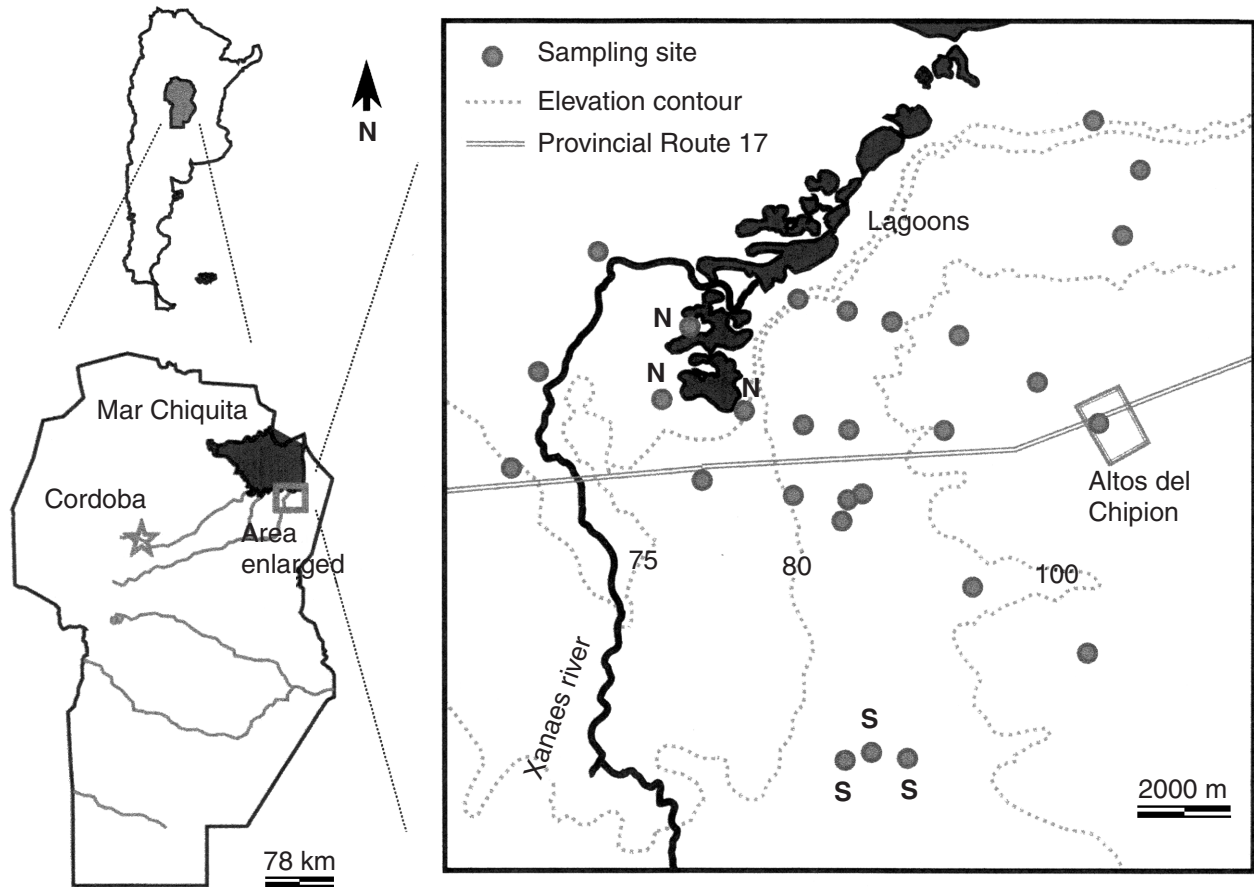 N
Mar Chiquita
Cordoba
Area
enlarged
78 km
Sampling site
Elevation contour
Provincial Route 17
Lagoons
N
N
N
Altos del
Chipion
75
80
100
Xanaes river
S
S
S
2000 m